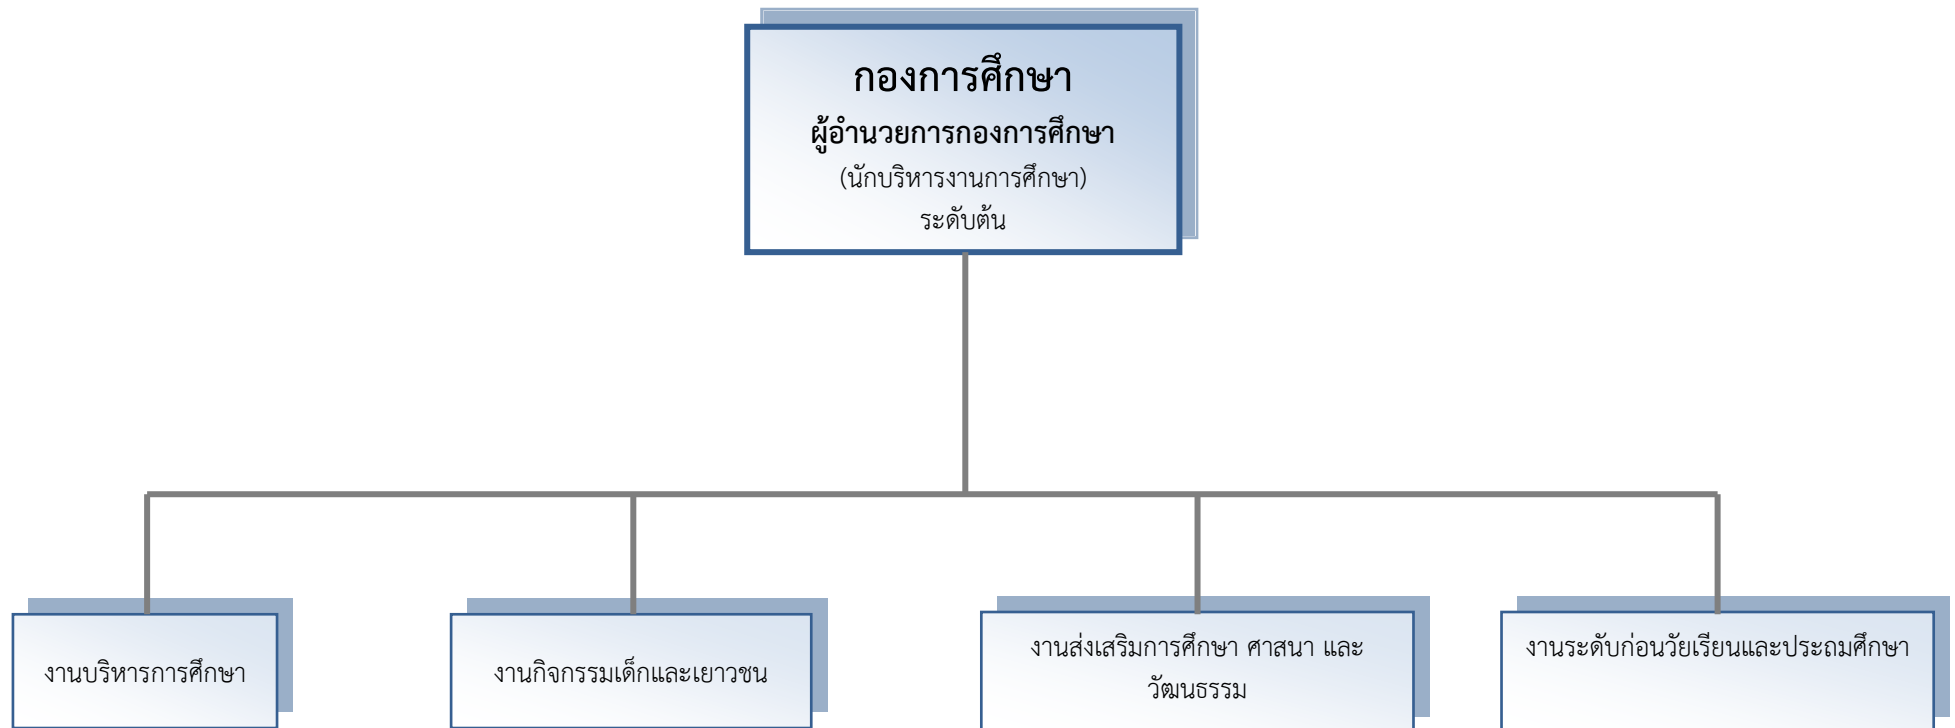 กองการศึกษา
ผู้อำนวยการกองการศึกษา
(นักบริหารงานการศึกษา)
ระดับต้น
งานบริหารการศึกษา
งานกิจกรรมเด็กและเยาวชน
งานส่งเสริมการศึกษา ศาสนา และ
วัฒนธรรม
งานระดับก่อนวัยเรียนและประถมศึกษา